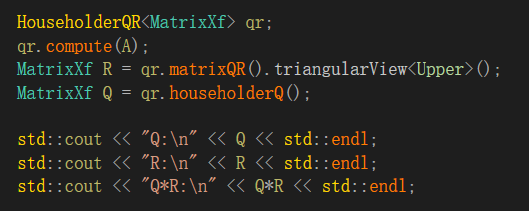 HouseholderQR<MatrixXf> qr;
qr.compute(A);
MatrixXf R = qr.matrixQR().triangularView<Upper>();
MatrixXf Q = qr.householderQ();
std::cout << "Q:\n" << Q << std::endl;
std::cout << "R:\n" << R << std::endl;
std::cout << "Q*R:\n" << Q*R << std::endl;